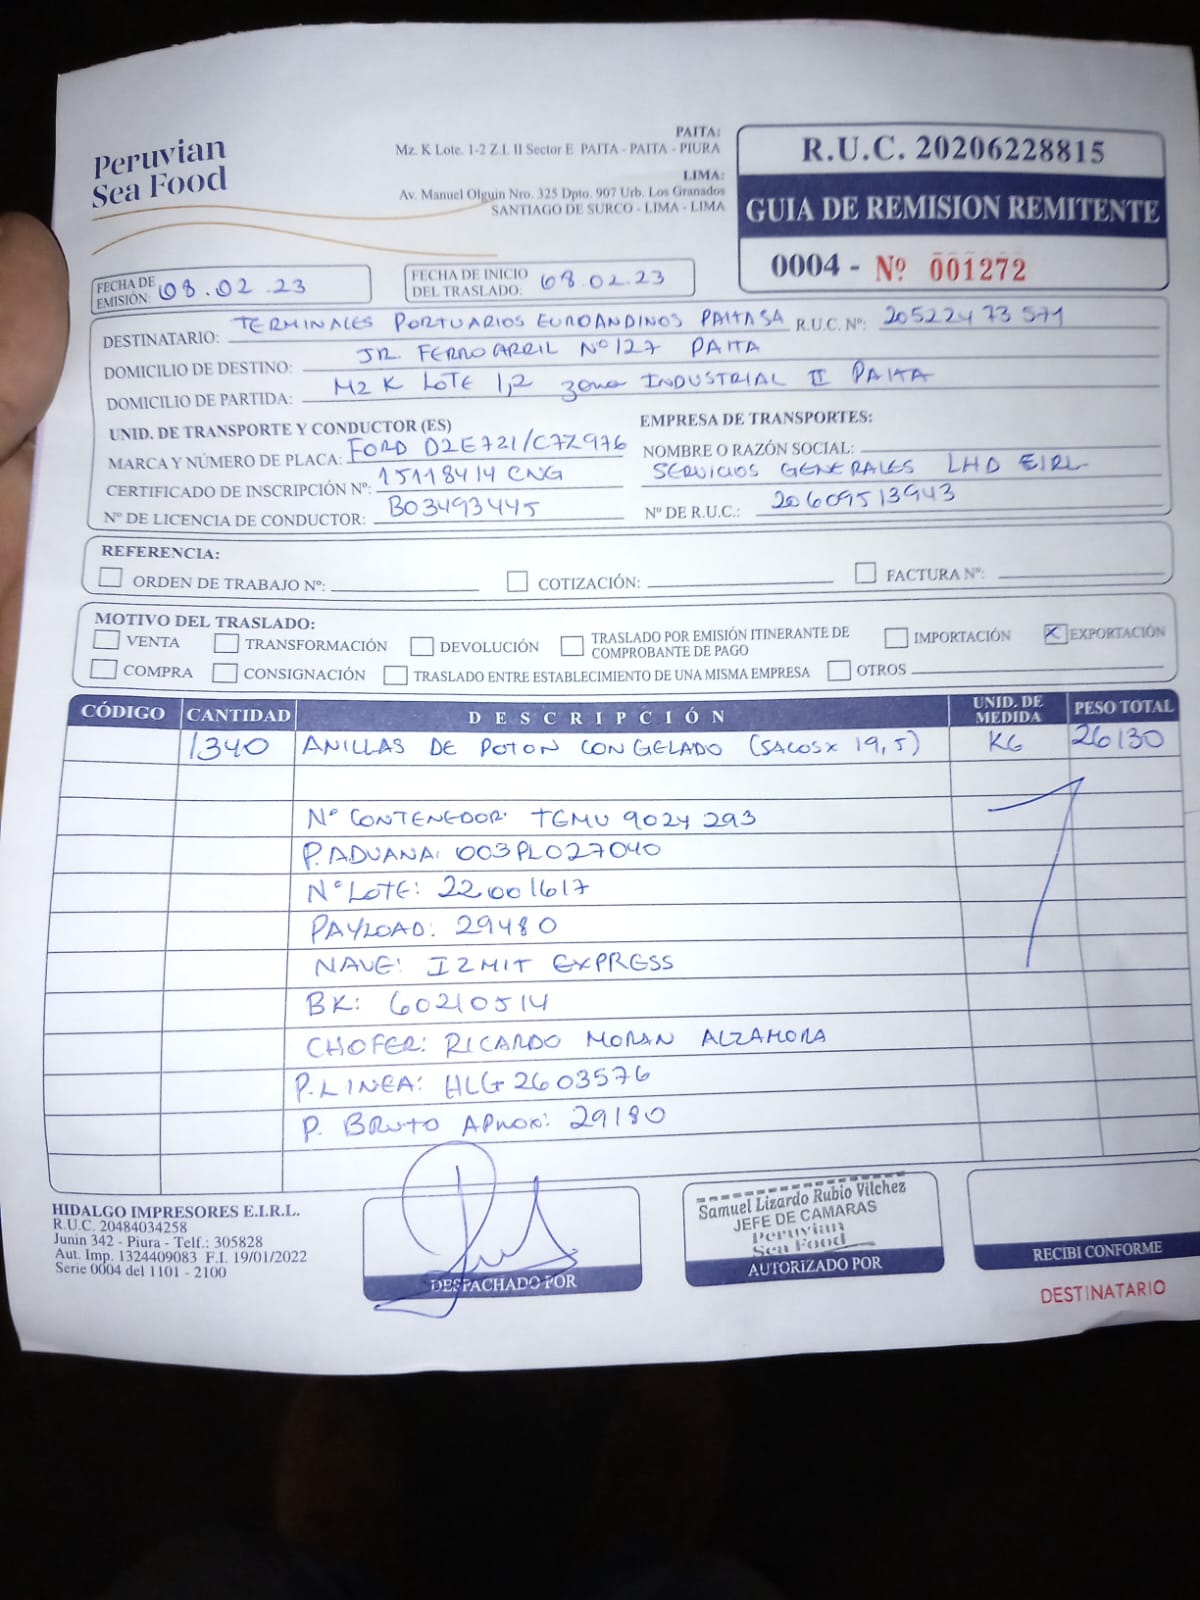 Peruvian
Sea Food
PAITA:
Mz. K Lote. 1-2 Z.I. II Sector E PAITA - PAITA - PIURA
LIMA:
Av. Manuel Olguin Nro. 325 Dpto. 907 Urb. Los Granados
SANTIAGO DE SURCO - LIMA - LIMA
R.U.C. 20206228815
GUIA DE REMISION REMITENTE
0004 - Nº 001272
FECHA DE EMISIÓN: 08.02.23
FECHA DE INICIO DEL TRASLADO: 08.02.23
DESTINATARIO: TERMINALES PORTUARIOS EUROANDINOS PAITA SA R.U.C. Nº: 20522473571
DOMICILIO DE DESTINO: JR. FERROARRIL Nº 127 PAITA
DOMICILIO DE PARTIDA: MZ K LOTE 1,2 zona INDUSTRIAL II PAITA
UNID. DE TRANSPORTE Y CONDUCTOR (ES)
MARCA Y NÚMERO DE PLACA: FORD D2E721/C7Z976
CERTIFICADO DE INSCRIPCIÓN Nº: 15118414 CNG
Nº DE LICENCIA DE CONDUCTOR: B03493445
EMPRESA DE TRANSPORTES:
NOMBRE O RAZÓN SOCIAL:
SERVICIOS GENERALES LHD EIRL
Nº DE R.U.C.: 20609513943
REFERENCIA:
ORDEN DE TRABAJO Nº: COTIZACIÓN: FACTURA Nº:
MOTIVO DEL TRASLADO:
VENTA TRANSFORMACIÓN DEVOLUCIÓN TRASLADO POR EMISIÓN ITINERANTE DE COMPROBANTE DE PAGO IMPORTACIÓN X EXPORTACIÓN
COMPRA CONSIGNACIÓN TRASLADO ENTRE ESTABLECIMIENTO DE UNA MISMA EMPRESA OTROS
CÓDIGO CANTIDAD DESCRIPCIÓN UNID. DE MEDIDA PESO TOTAL
1340 ANILLAS DE POTON CONGELADO (SACOS x 19,5) KG 26130
Nº CONTENEDOR: TGMU 9024293
P. ADUANA: 003PL027040
Nº LOTE: 22001617
PAYLOAD: 29480
NAVE: IZMIT EXPRESS
BK: 60210514
CHOFER: RICARDO MORAN ALZAMORA
P. LINEA: HLG2603576
P. BRUTO APROX: 29180
HIDALGO IMPRESORES E.I.R.L.
R.U.C. 20484034258
Junin 342 - Piura - Telf.: 305828
Aut. Imp. 1324409083 F.I. 19/01/2022
Serie 0004 del 1101 - 2100
DESPACHADO POR
Samuel Lizardo Rubio Vilchez
JEFE DE CAMARAS
Peruvian
Sea Food
AUTORIZADO POR
RECIBI CONFORME
DESTINATARIO